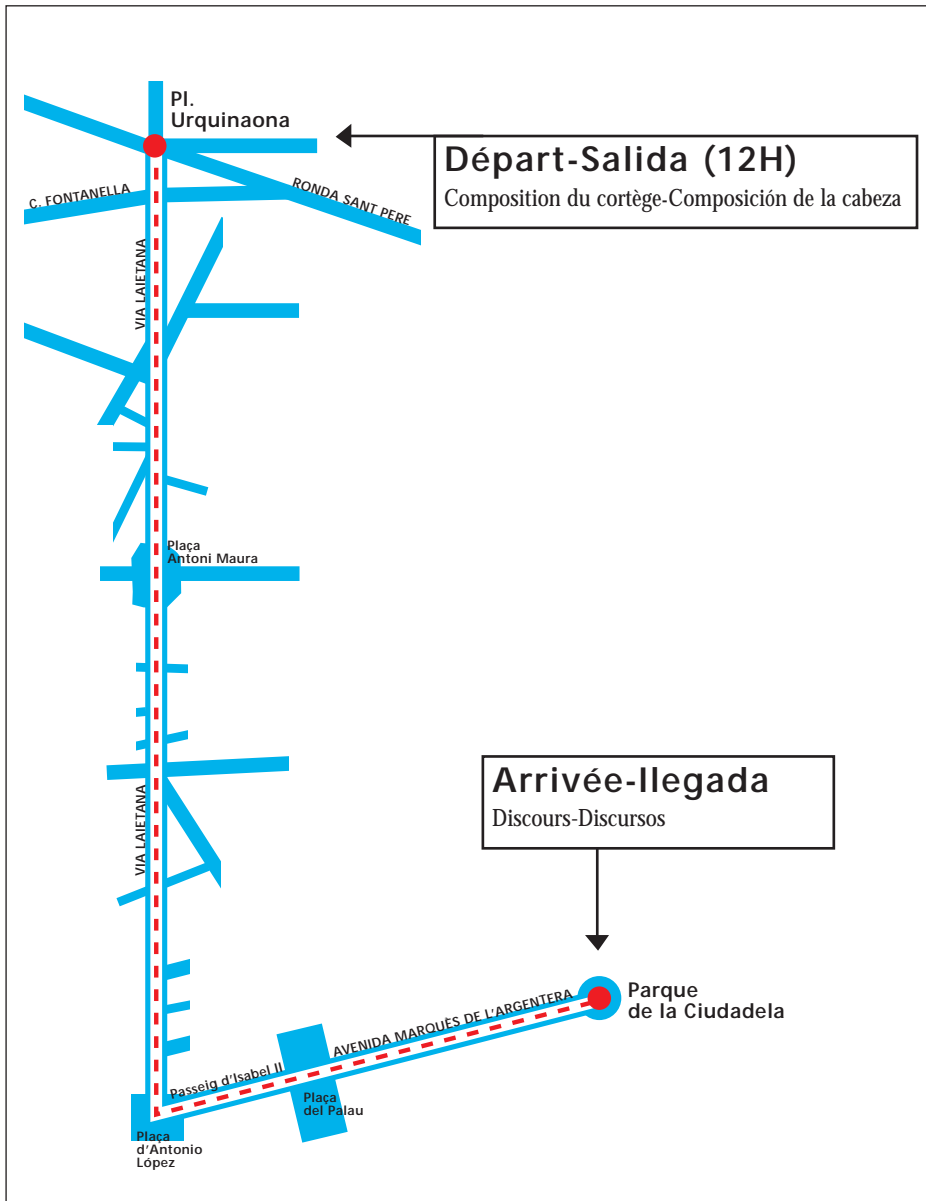 Pl.
Urquinaona
Départ-Salida (12H)
Composition du cortège-Composición de la cabeza
C. FONTANELLA
RONDA SANT PERE
VIA LAIETANA
Plaça
Antoni Maura
Arrivée-llegada
Discours-Discursos
VIA LAIETANA
Parque
de la Ciudadela
AVENIDA MARQUÈS DE L'ARGENTERA
Passeig d'Isabel II
Plaça
del Palau
Plaça
d'Antonio
López